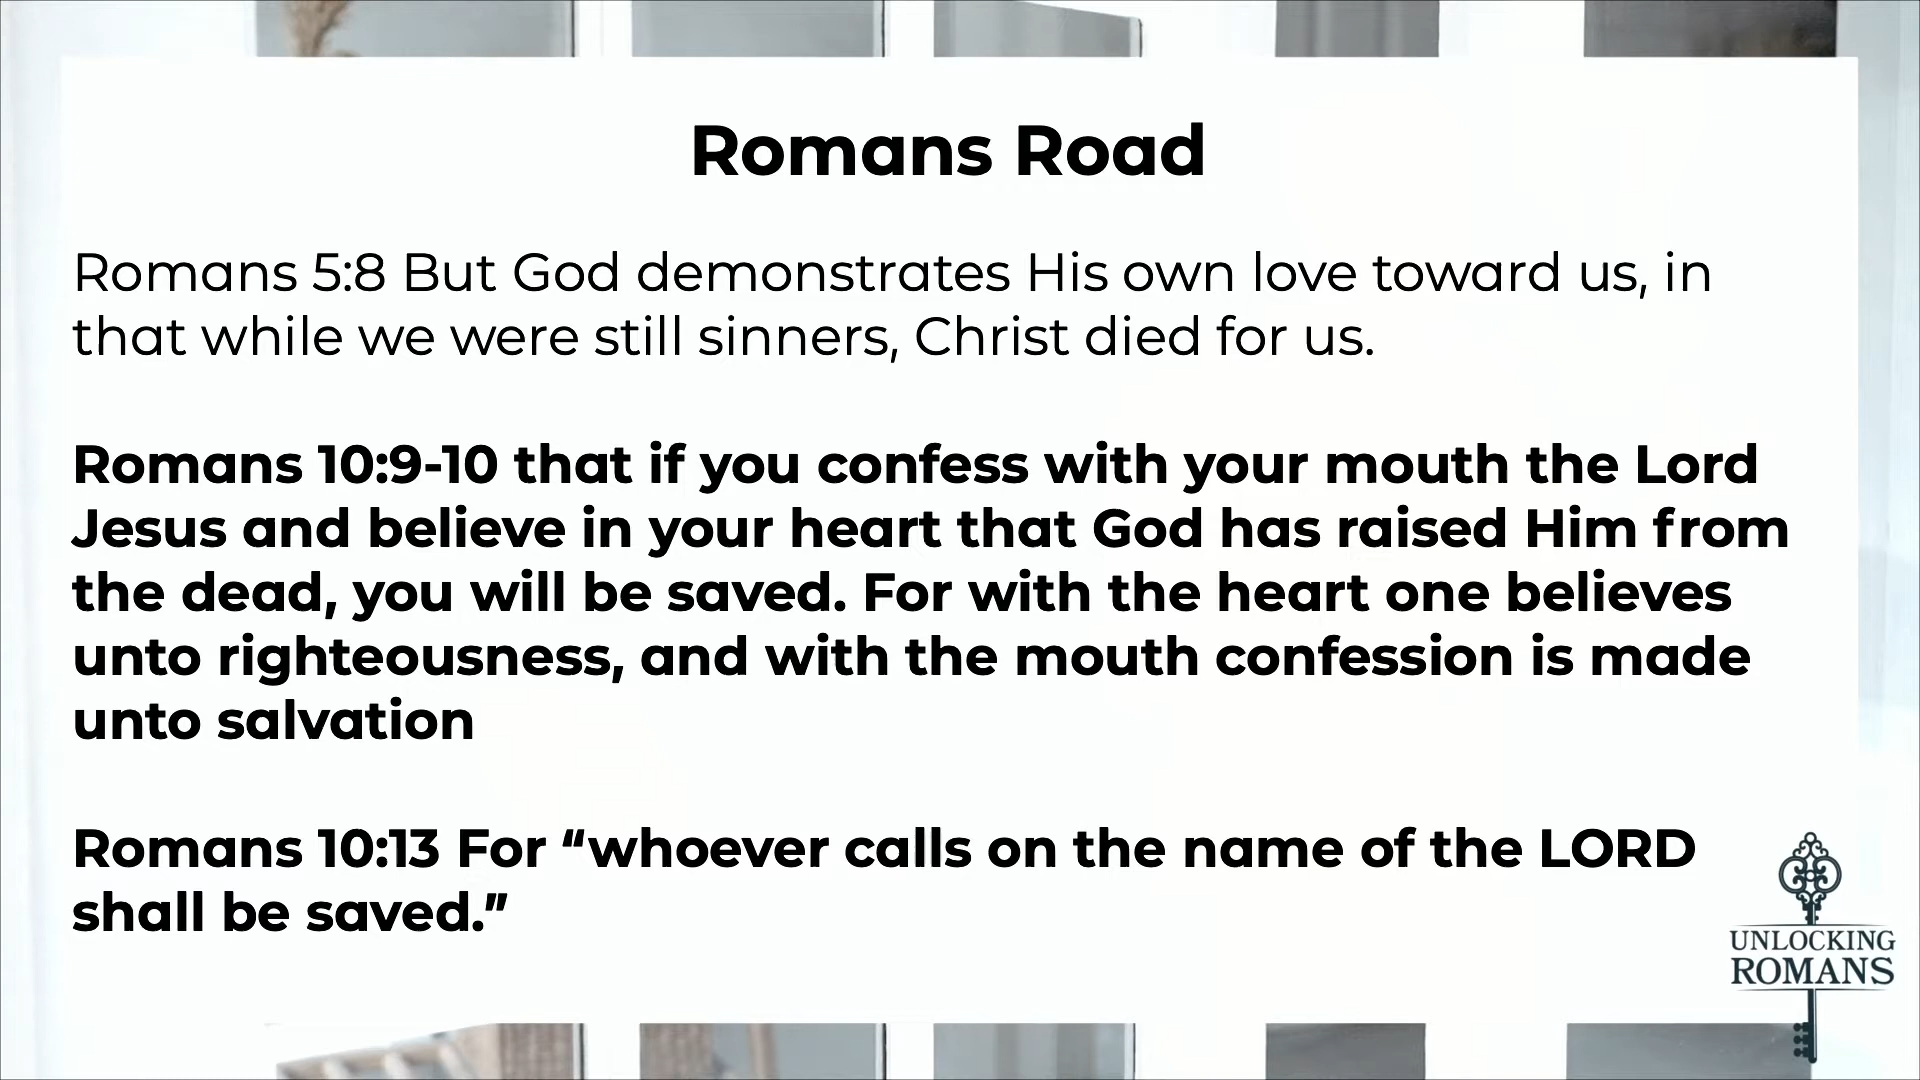 Romans Road
Romans 5:8 But God demonstrates His own love toward us, in
that while we were still sinners, Christ died for us.
Romans 10:9-10 that if you confess with your mouth the Lord
Jesus and believe in your heart that God has raised Him from
the dead, you will be saved. For with the heart one believes
unto righteousness, and with the mouth confession is made
unto salvation
Romans 10:13 For “whoever calls on the name of the LORD
shall be saved.”
UNLOCKING
ROMANS